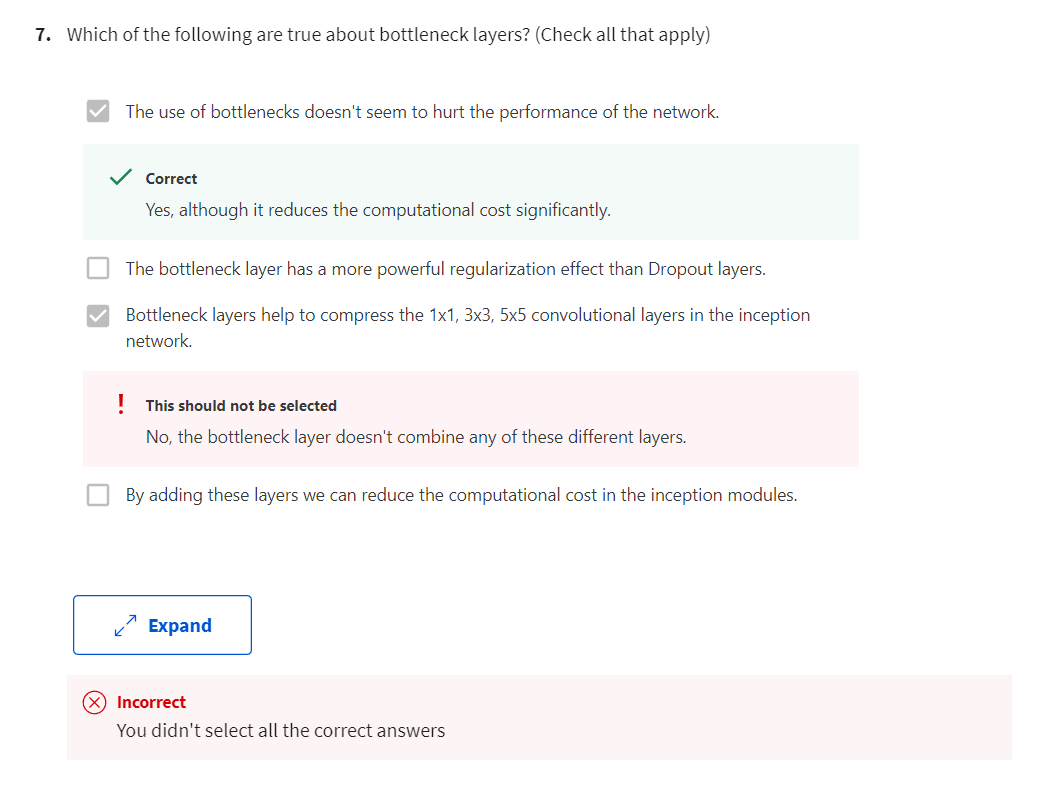 7. Which of the following are true about bottleneck layers? (Check all that apply)
The use of bottlenecks doesn't seem to hurt the performance of the network.
Correct
Yes, although it reduces the computational cost significantly.
The bottleneck layer has a more powerful regularization effect than Dropout layers.
Bottleneck layers help to compress the 1x1, 3x3, 5x5 convolutional layers in the inception
network.
This should not be selected
No, the bottleneck layer doesn't combine any of these different layers.
By adding these layers we can reduce the computational cost in the inception modules.
Expand
Incorrect
You didn't select all the correct answers